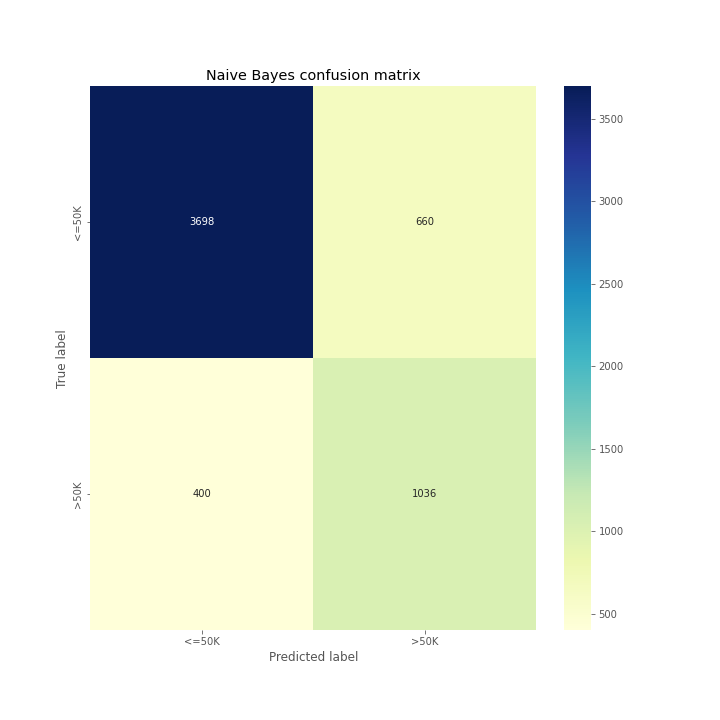 Naive Bayes confusion matrix
<=50K
3698
660
>50K
400
1036
True label
<=50K
>50K
Predicted label
3500
3000
2500
2000
1500
1000
500